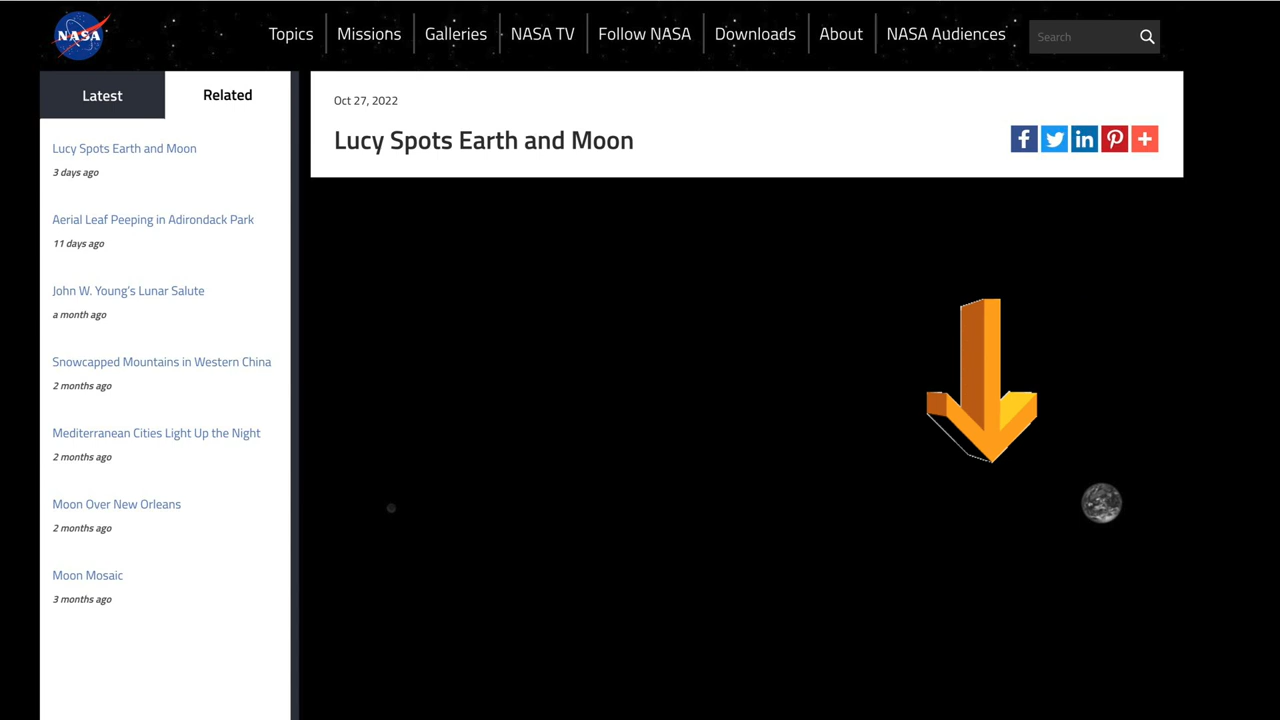 NASA
Topics
Missions
Galleries
NASA TV
Follow NASA
Downloads
About
NASA Audiences
Search
Latest
Related
Lucy Spots Earth and Moon
3 days ago
Aerial Leaf Peeping in Adirondack Park
11 days ago
John W. Young's Lunar Salute
a month ago
Snowcapped Mountains in Western China
2 months ago
Mediterranean Cities Light Up the Night
2 months ago
Moon Over New Orleans
2 months ago
Moon Mosaic
3 months ago
Oct 27, 2022
Lucy Spots Earth and Moon